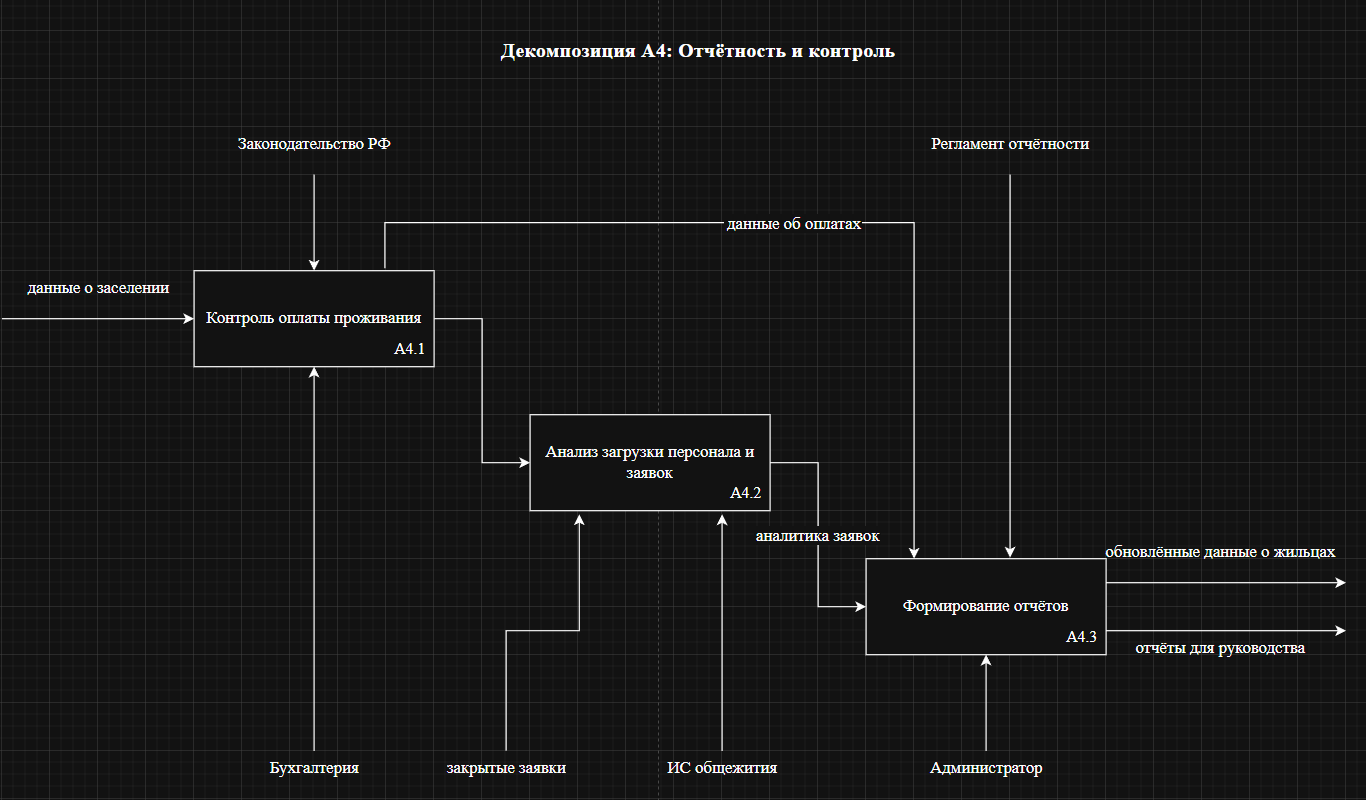 Декомпозиция А4: Отчётность и контроль
Законодательство РФ
Регламент отчётности
данные об оплатах
данные о заселении
Контроль оплаты проживания
А4.1
Анализ загрузки персонала и
заявок
А4.2
аналитика заявок
обновлённые данные о жильцах
Формирование отчётов
А4.3
отчёты для руководства
Бухгалтерия
закрытые заявки
ИС общежития
Администратор